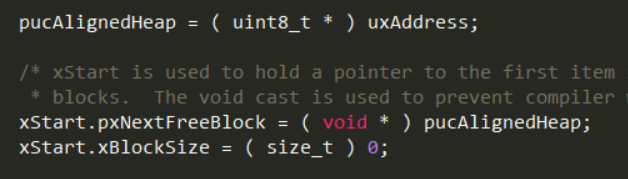 pucAlignedHeap = ( uint8_t * ) uxAddress;
/* xStart is used to hold a pointer to the first item
* blocks.  The void cast is used to prevent compiler
xStart.pxNextFreeBlock = ( void * ) pucAlignedHeap;
xStart.xBlockSize = ( size_t ) 0;